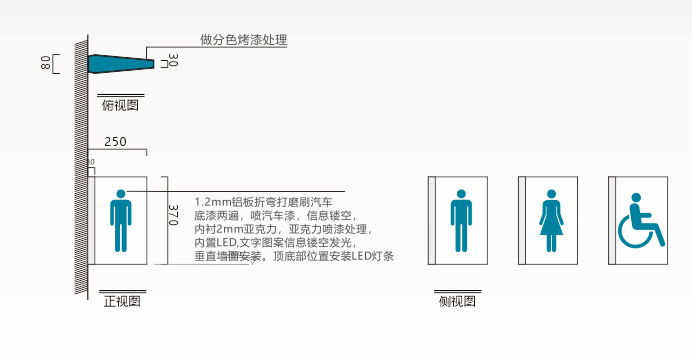 做分色烤漆处理
80
30
俯视图
250
370
1.2mm铝板折弯打磨刷汽车
底漆两遍，喷汽车漆，信息镂空，
内衬2mm亚克力，亚克力喷漆处理，
内置LED,文字图案信息镂空发光，
垂直墙面安装。顶底部位置安装LED灯条
正视图
侧视图